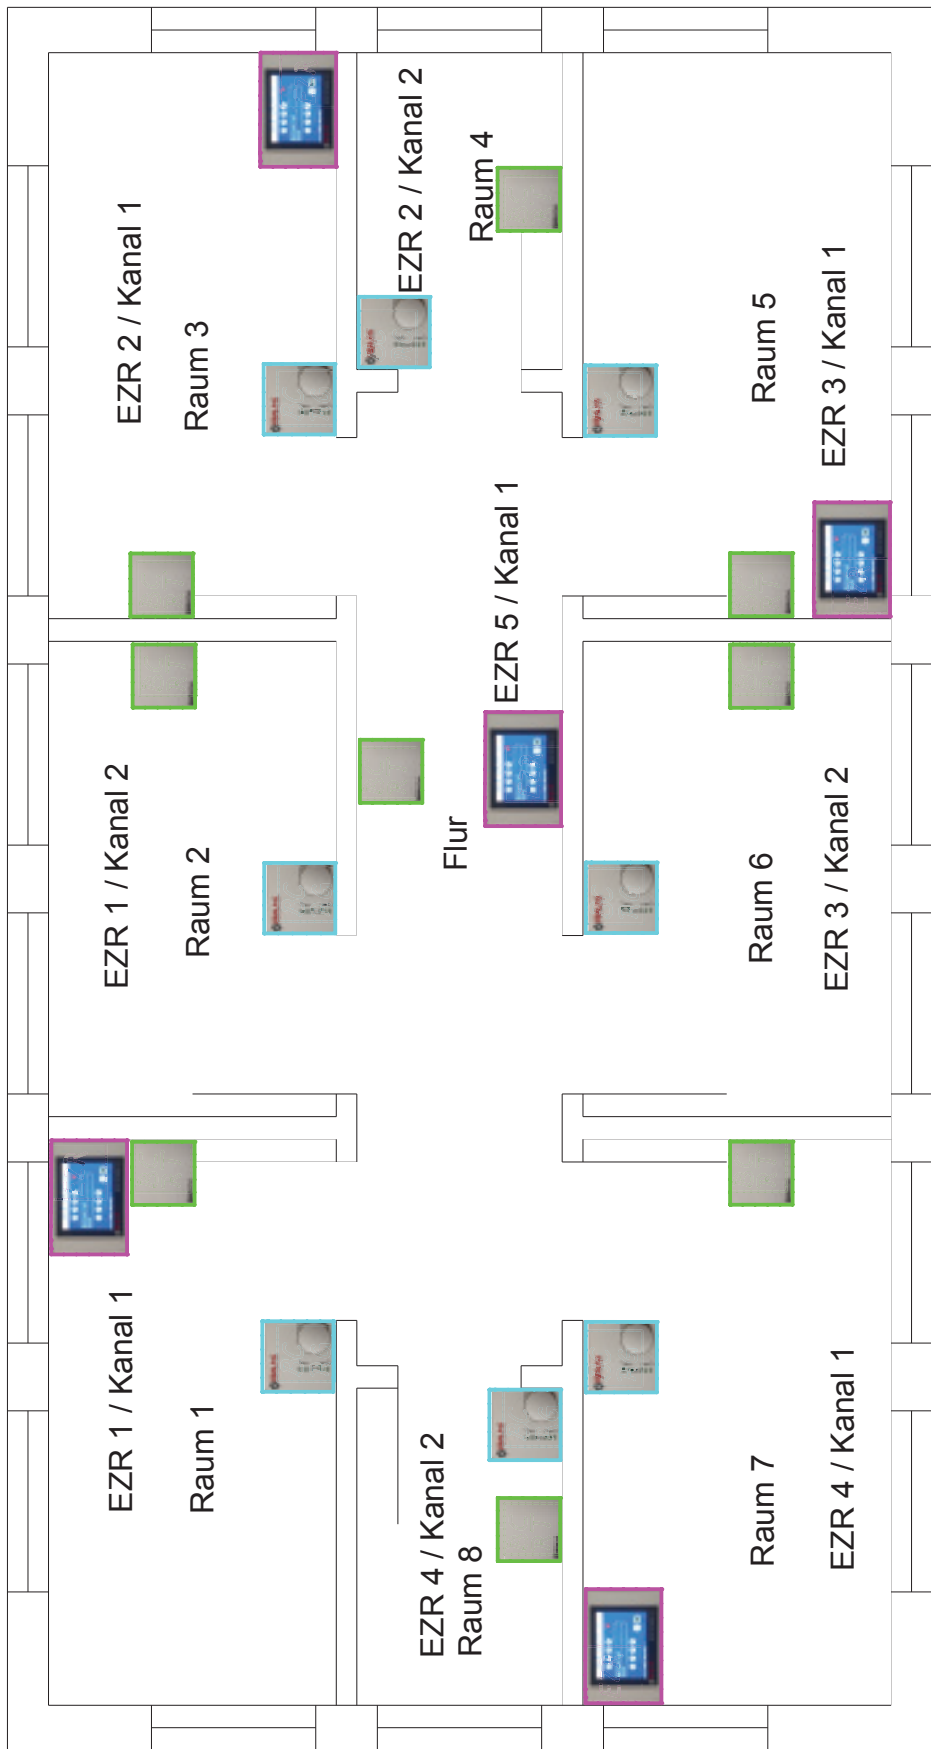 EZR 1 / Kanal 1
Raum 1
EZR 1 / Kanal 2
Raum 2
EZR 2 / Kanal 1
Raum 3
EZR 4 / Kanal 2
Raum 8
Flur
EZR 5 / Kanal 1
EZR 2 / Kanal 2
Raum 4
Raum 7
EZR 4 / Kanal 1
Raum 6
EZR 3 / Kanal 2
Raum 5
EZR 3 / Kanal 1